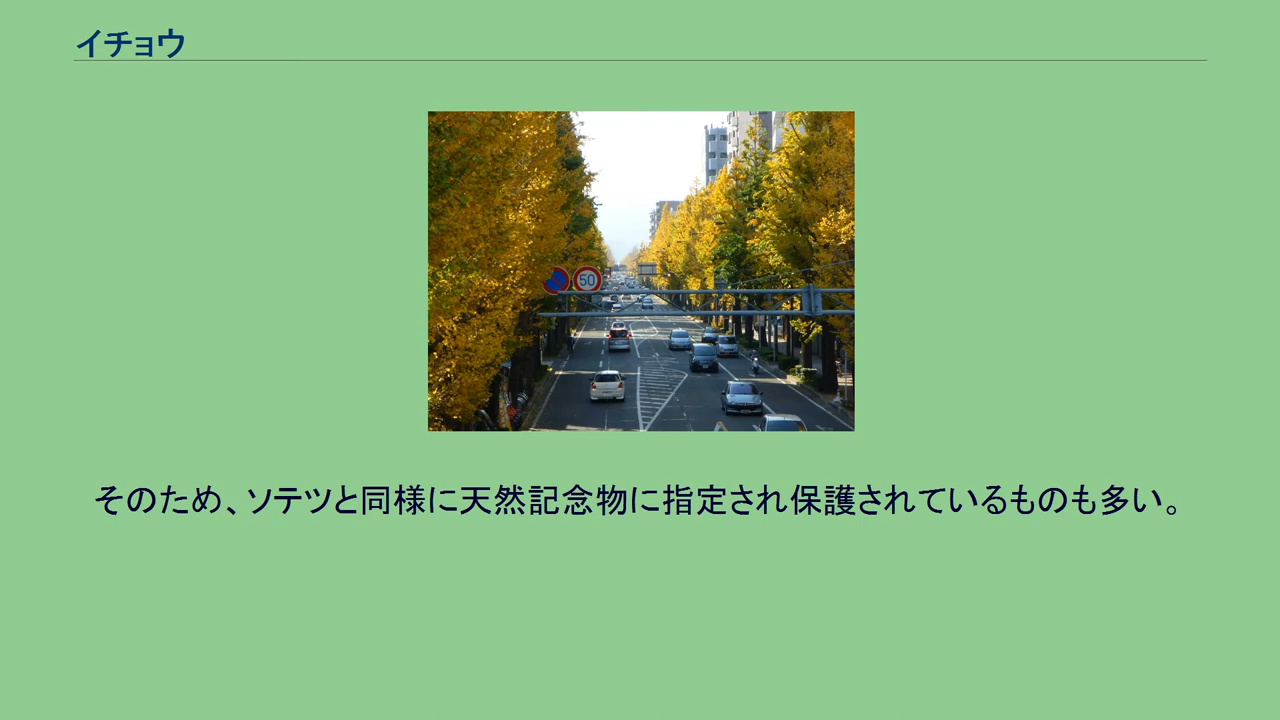 イチョウ
50
そのため、ソテツと同様に天然記念物に指定され保護されているものも多い。